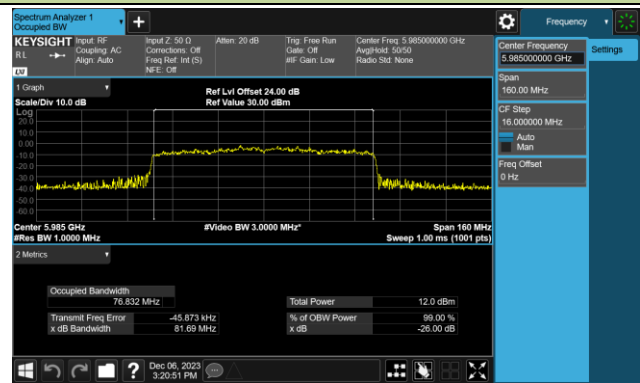 Spectrum Analyzer 1
Occupied BW
+
Frequency
KEYSIGHT
RL
Input: RF
Coupling: AC
Align: Auto
Input Z: 50 Ω
Corrections: Off
Freq Ref: Int (S)
NFE: Off
Atten: 20 dB
Trig: Free Run
Gate: Off
#IF Gain: Low
Center Freq: 5.985000000 GHz
Avg|Hold: 50/50
Radio Std: None
Center Frequency
5.985000000 GHz
Settings
Span
160.00 MHz
CF Step
16.000000 MHz
Auto
Man
Freq Offset
0 Hz
1 Graph
Scale/Div 10.0 dB
Ref Lvl Offset 24.00 dB
Ref Value 30.00 dBm
Log
20.0
10.0
0.00
-10.0
-20.0
-30.0
-40.0
-50.0
-60.0
Center 5.985 GHz
#Res BW 1.0000 MHz
#Video BW 3.0000 MHz*
Span 160 MHz
Sweep 1.00 ms (1001 pts)
2 Metrics
Occupied Bandwidth
76.832 MHz
Total Power 12.0 dBm
Transmit Freq Error -45.873 kHz
% of OBW Power 99.00 %
x dB Bandwidth 81.69 MHz
x dB -26.00 dB
?
Dec 06, 2023
3:20:51 PM